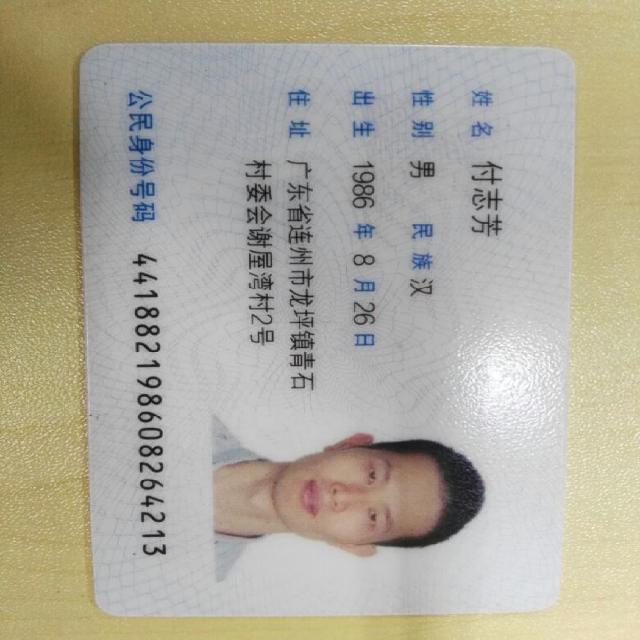 姓名 付志芳
性别 男 民族 汉
出生 1986 年 8 月 26 日
住址 广东省连州市龙坪镇青石
村委会谢屋湾村2号
公民身份号码 441882198608264213